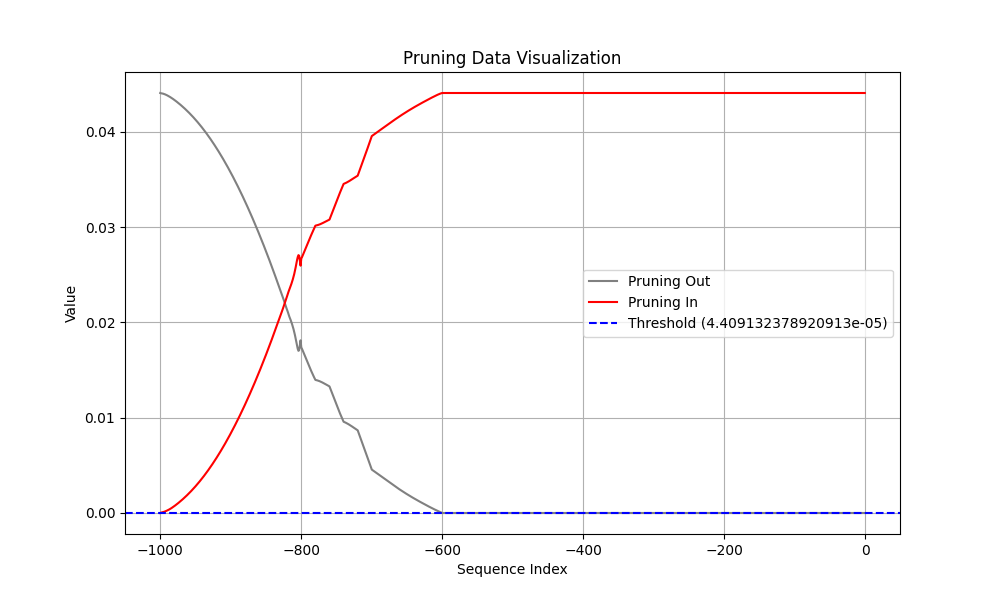 Pruning Data Visualization
Value
0.04
0.03
0.02
0.01
0.00
Pruning Out
Pruning In
Threshold (4.409132378920913e-05)
−1000 −800 −600 −400 −200 0
Sequence Index